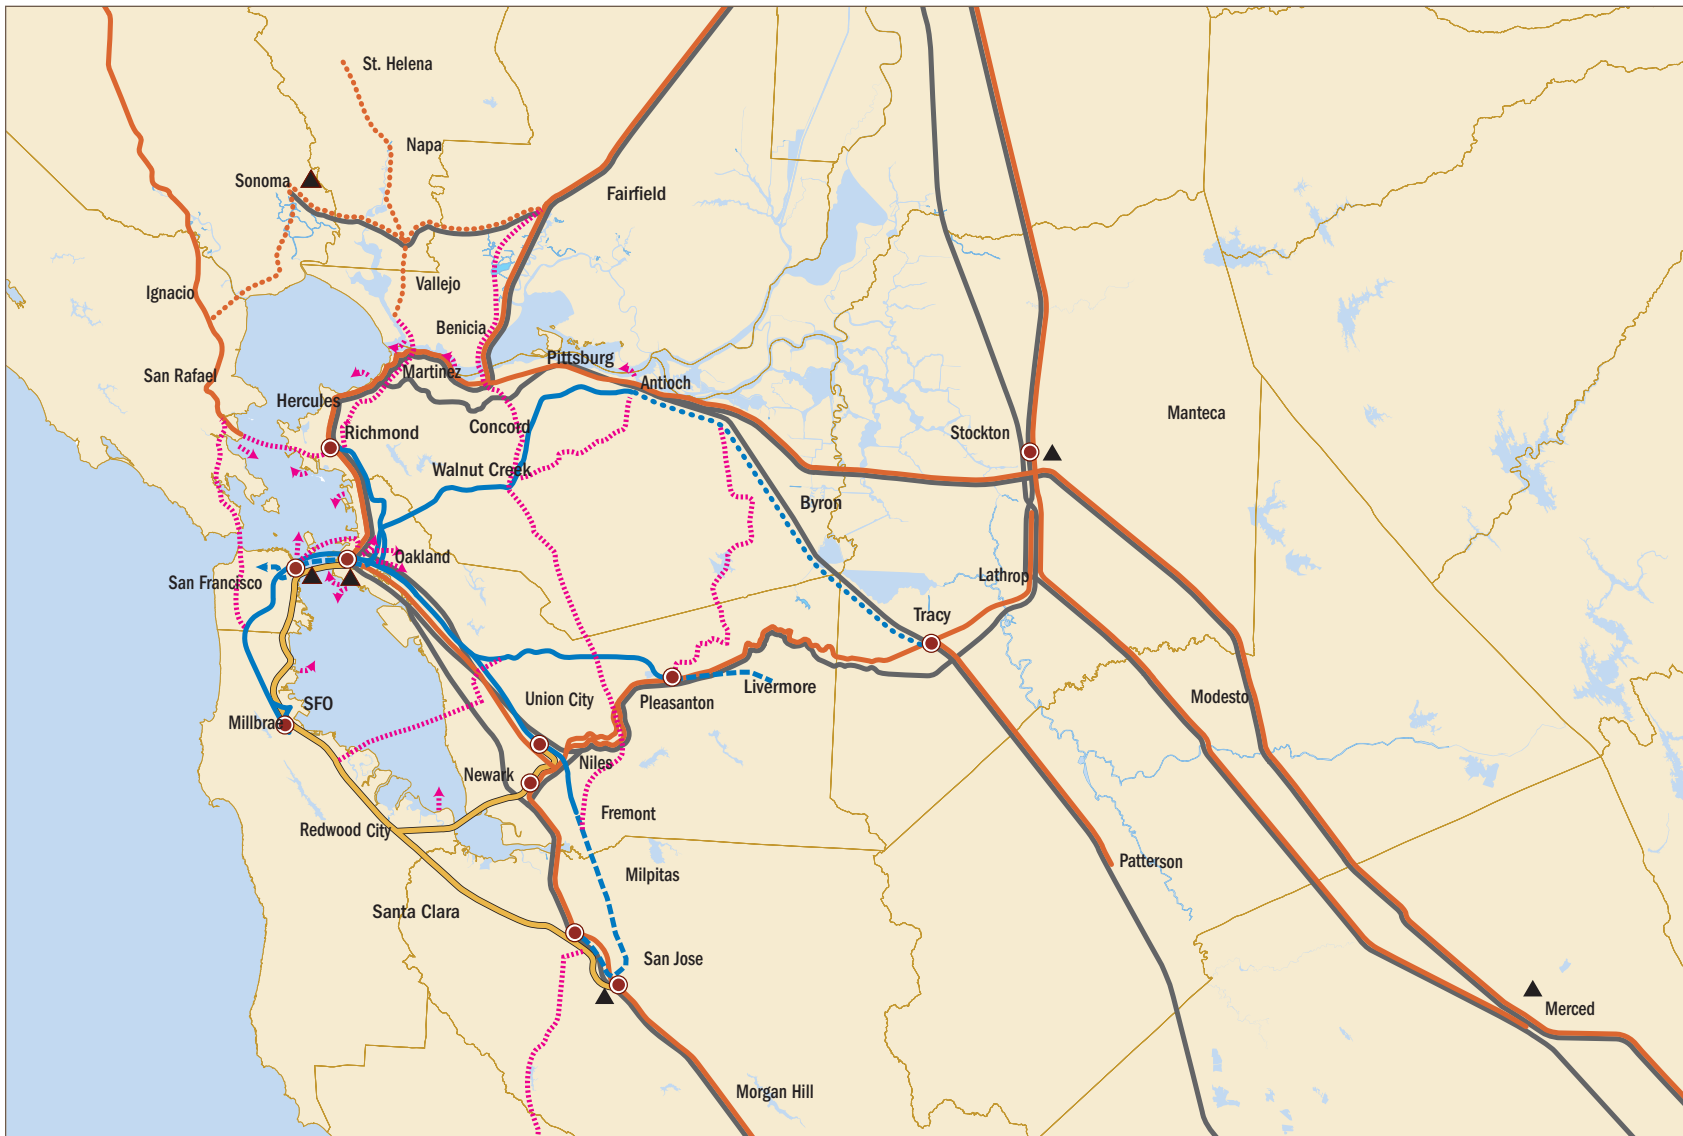 St. Helena
Napa
Sonoma
Fairfield
Vallejo
Ignacio
Benicia
Pittsburg
Martinez
San Rafael
Antioch
Hercules
Manteca
Concord
Richmond
Stockton
Walnut Creek
Byron
Oakland
San Francisco
Lathrop
Tracy
Livermore
Union City
Pleasanton
Modesto
SFO
Millbrae
Niles
Newark
Fremont
Redwood City
Patterson
Milpitas
Santa Clara
San Jose
Merced
Morgan Hill